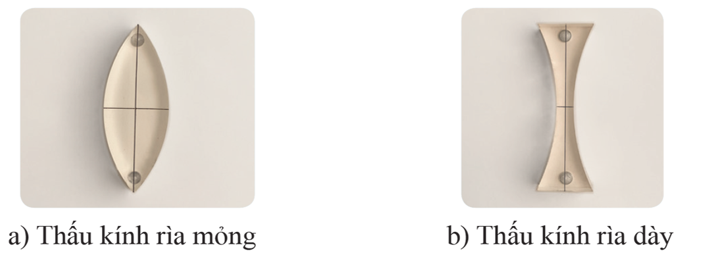 a) Thấu kính rìa mỏng
b) Thấu kính rìa dày